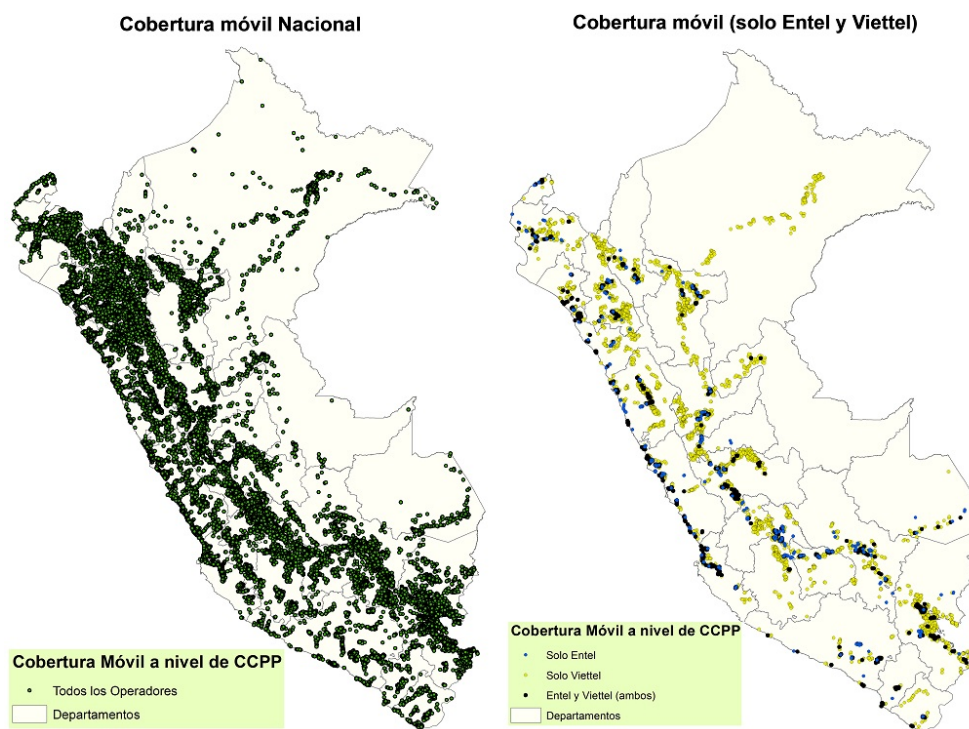 Cobertura móvil Nacional
Cobertura móvil (solo Entel y Viettel)
Cobertura Móvil a nivel de CCPP
Todos los Operadores
Departamentos
Cobertura Móvil a nivel de CCPP
Solo Entel
Solo Viettel
Entel y Viettel (ambos)
Departamentos